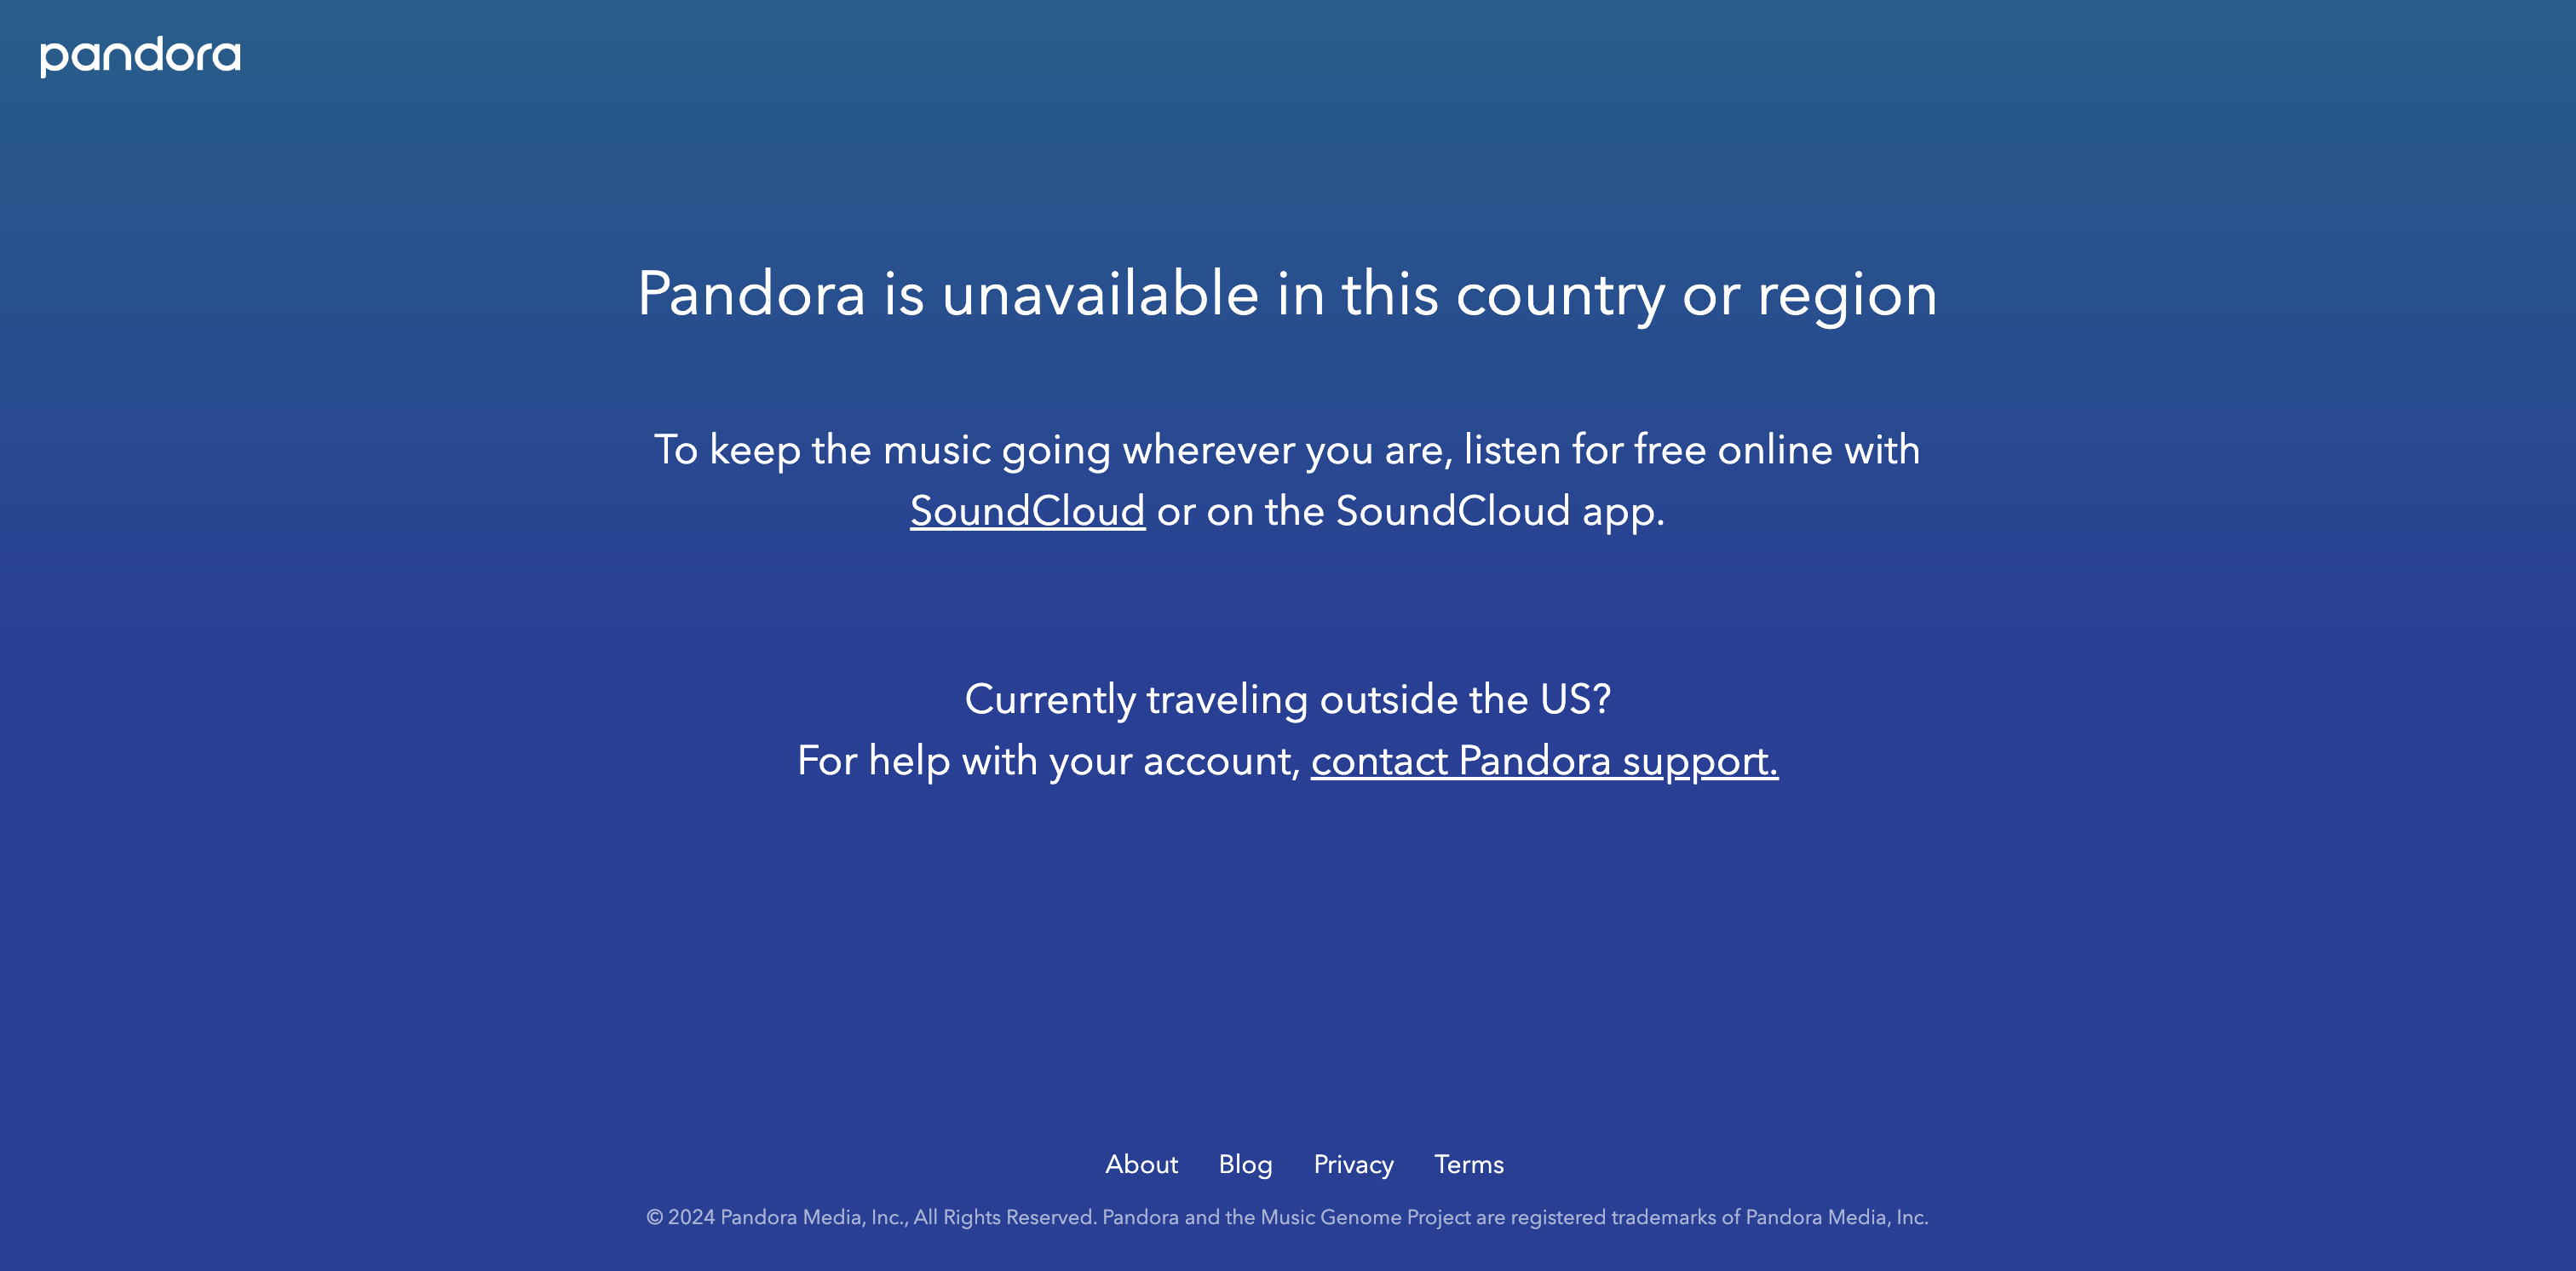 pandora
Pandora is unavailable in this country or region
To keep the music going wherever you are, listen for free online with
SoundCloud or on the SoundCloud app.
Currently traveling outside the US?
For help with your account, contact Pandora support.
About Blog Privacy Terms
© 2024 Pandora Media, Inc., All Rights Reserved. Pandora and the Music Genome Project are registered trademarks of Pandora Media, Inc.